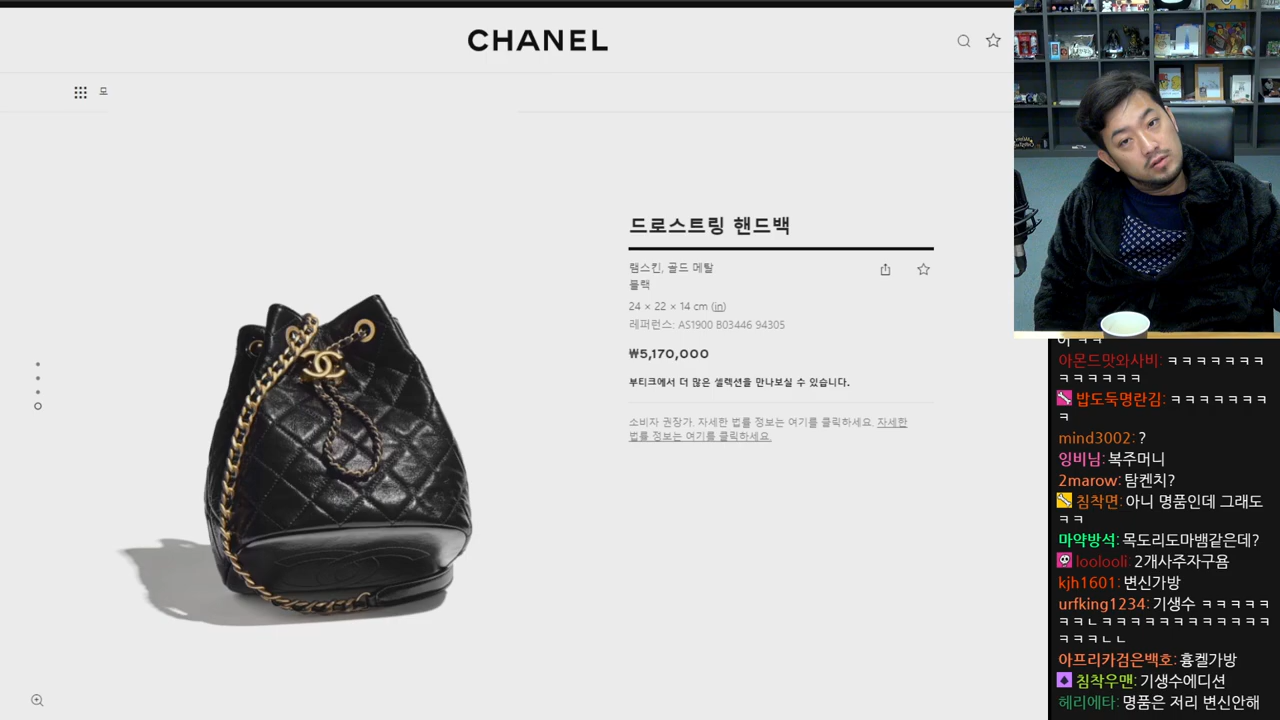 CHANEL
모
드로스트링 핸드백
램스킨, 골드 메탈
블랙
24 × 22 × 14 cm (in)
레퍼런스: AS1900 B03446 94305
₩5,170,000
부티크에서 더 많은 셀렉션을 만나보실 수 있습니다.
소비자 권장가. 자세한 법률 정보는 여기를 클릭하세요. 자세한
법률 정보는 여기를 클릭하세요.
아몬드맛와사비: ㅋㅋㅋㅋㅋㅋㅋ
ㅋㅋㅋㅋㅋㅋ
밥도둑명란김: ㅋㅋㅋㅋㅋㅋㅋ
ㅋ
mind3002: ?
잉비님: 복주머니
2marow: 탐켄치?
침착면: 아니 명품인데 그래도
ㅋㅋ
마약방석: 목도리도마뱀같은데?
loolooli: 2개사주자구욤
kjh1601: 변신가방
urfking1234: 기생수 ㅋㅋㅋㅋㅋ
ㅋㅋㄴㅋㅋㅋㅋㅋㅋㅋㅋㅋㅋㅋㅋ
ㅋㅋㅋㄴㄴ
아프리카검은백호: 흉켈가방
침착우맨: 기생수에디션
헤리에타: 명품은 저리 변신안해